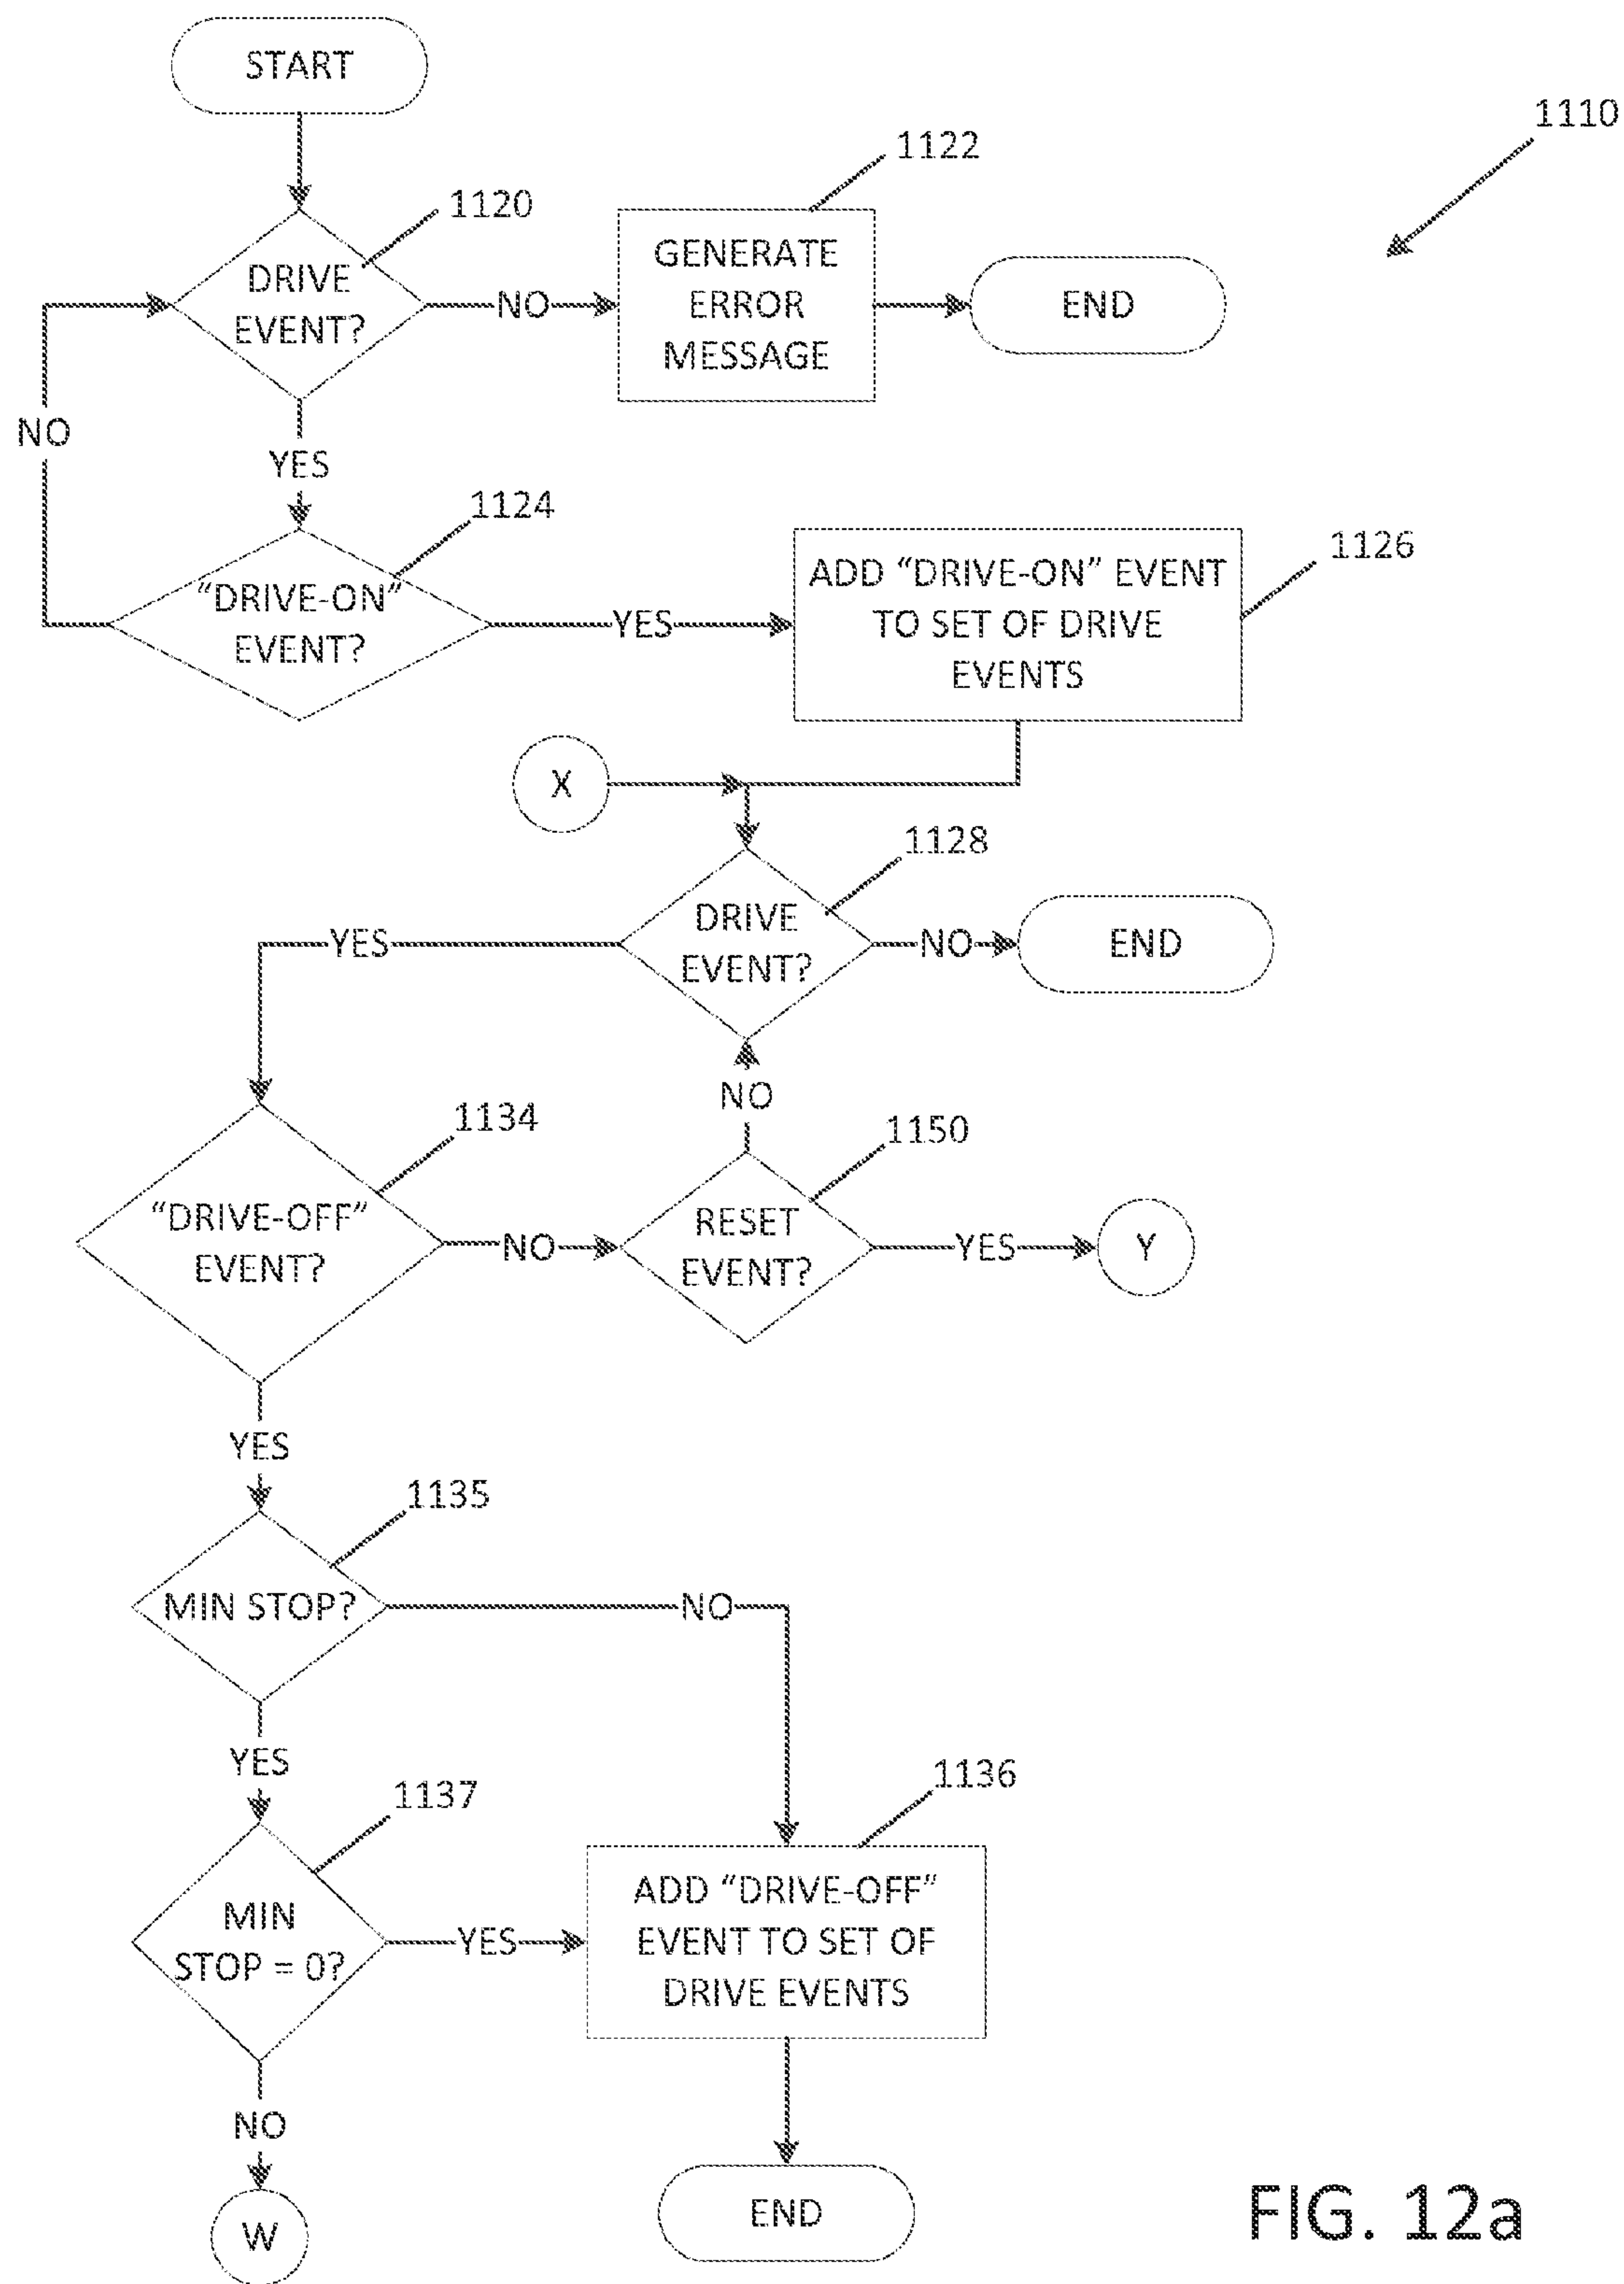 START
1110
1122
1120
GENERATE
ERROR
MESSAGE
DRIVE
EVENT?
NO
END
NO
YES
1124
1126
"DRIVE-ON"
EVENT?
YES
ADD "DRIVE-ON" EVENT
TO SET OF DRIVE
EVENTS
X
1128
DRIVE
EVENT?
YES
NO
END
NO
1134
1150
"DRIVE-OFF"
EVENT?
NO
RESET
EVENT?
YES
Y
YES
1135
MIN STOP?
NO
YES
1137
1136
MIN
STOP = 0?
YES
ADD "DRIVE-OFF"
EVENT TO SET OF
DRIVE EVENTS
NO
W
END
FIG. 12a